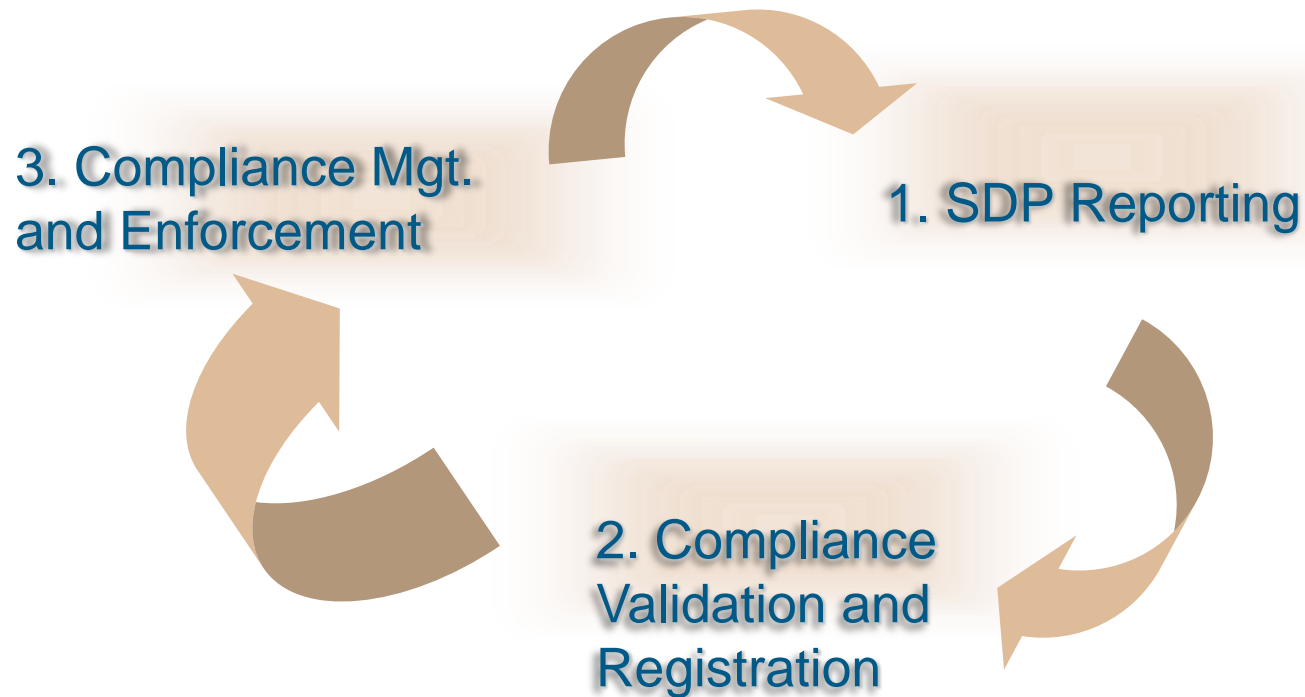 3. Compliance Mgt.
and Enforcement
1. SDP Reporting
2. Compliance
Validation and
Registration